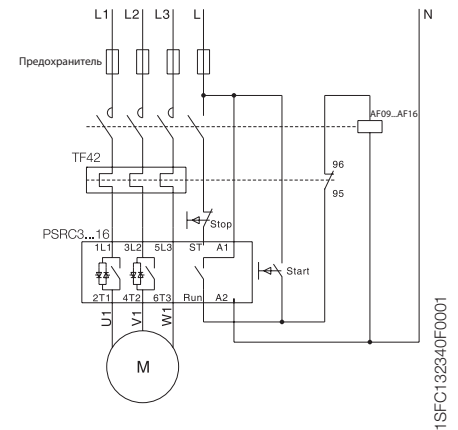 L1 L2 L3 L N
Предохранитель
AF09...AF16
TF42
96
95
Stop
PSRC3...16
1L1 3L2 5L3 ST A1
Start
2T1 4T2 6T3 Run A2
U1 V1 W1
M
1SFC132340F0001